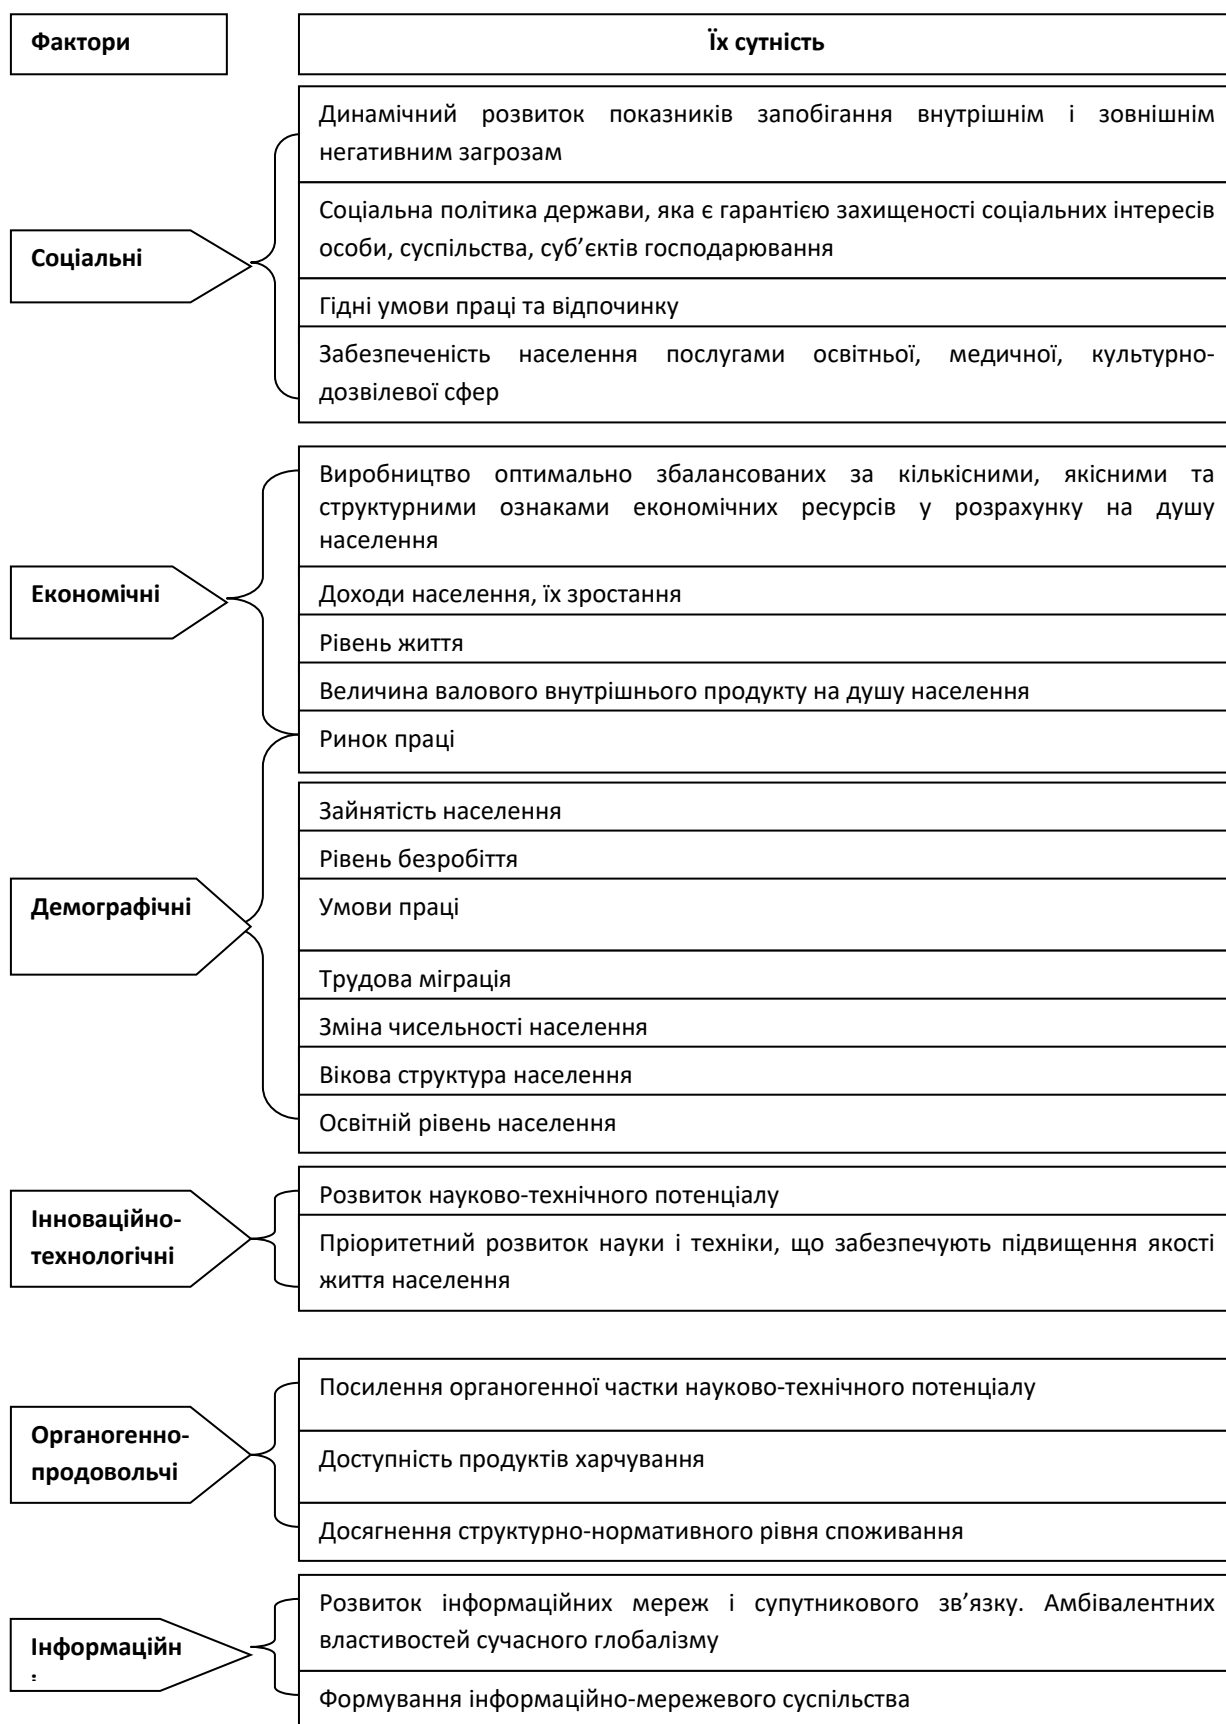 Фактори
Їх сутність
Соціальні
Динамічний розвиток показників запобігання внутрішнім і зовнішнім
негативним загрозам
Соціальна політика держави, яка є гарантією захищеності соціальних інтересів
особи, суспільства, суб’єктів господарювання
Гідні умови праці та відпочинку
Забезпеченість населення послугами освітньої, медичної, культурно-
дозвілевої сфер
Економічні
Виробництво оптимально збалансованих за кількісними, якісними та
структурними ознаками економічних ресурсів у розрахунку на душу
населення
Доходи населення, їх зростання
Рівень життя
Величина валового внутрішнього продукту на душу населення
Ринок праці
Демографічні
Зайнятість населення
Рівень безробіття
Умови праці
Трудова міграція
Зміна чисельності населення
Вікова структура населення
Освітній рівень населення
Інноваційно-
технологічні
Розвиток науково-технічного потенціалу
Пріоритетний розвиток науки і техніки, що забезпечують підвищення якості
життя населення
Органогенно-
продовольчі
Посилення органогенної частки науково-технічного потенціалу
Доступність продуктів харчування
Досягнення структурно-нормативного рівня споживання
Інформаційн
Розвиток інформаційних мереж і супутникового зв’язку. Амбівалентних
властивостей сучасного глобалізму
Формування інформаційно-мережевого суспільства